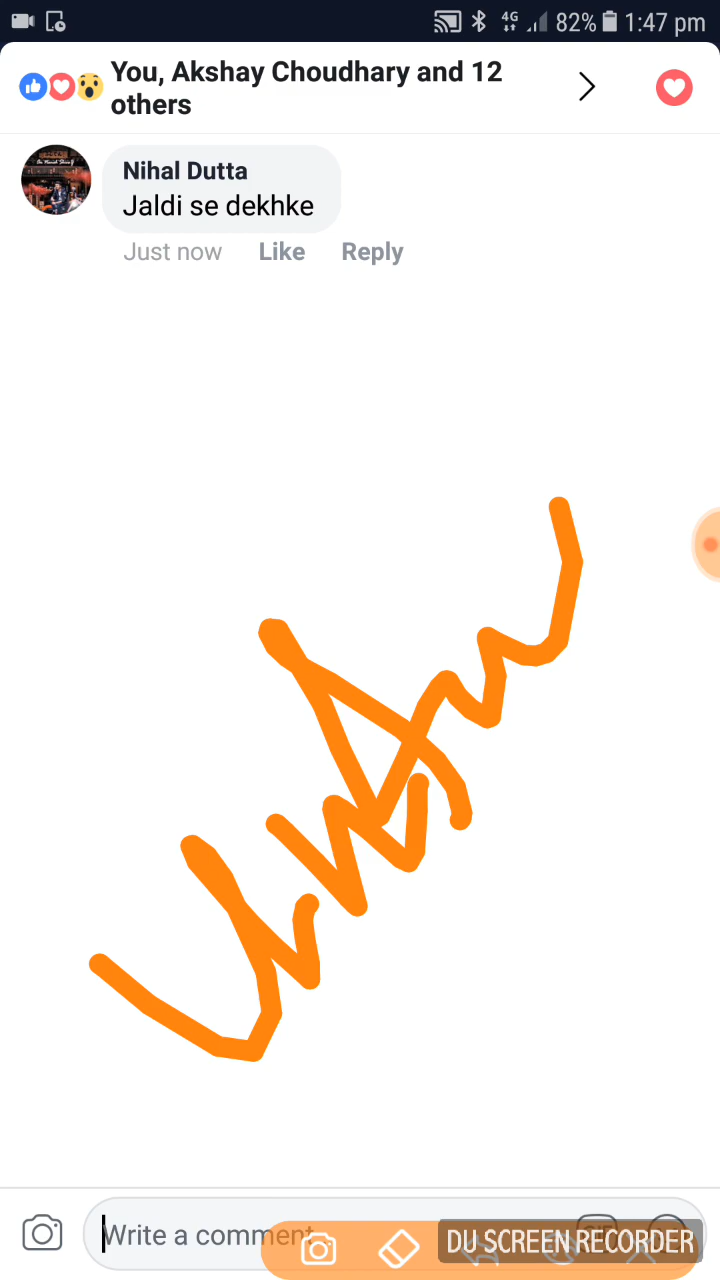 4G 82% 1:47 pm
You, Akshay Choudhary and 12
others
Nihal Dutta
Jaldi se dekhke
Just now Like Reply
Write a comment
DU SCREEN RECORDER